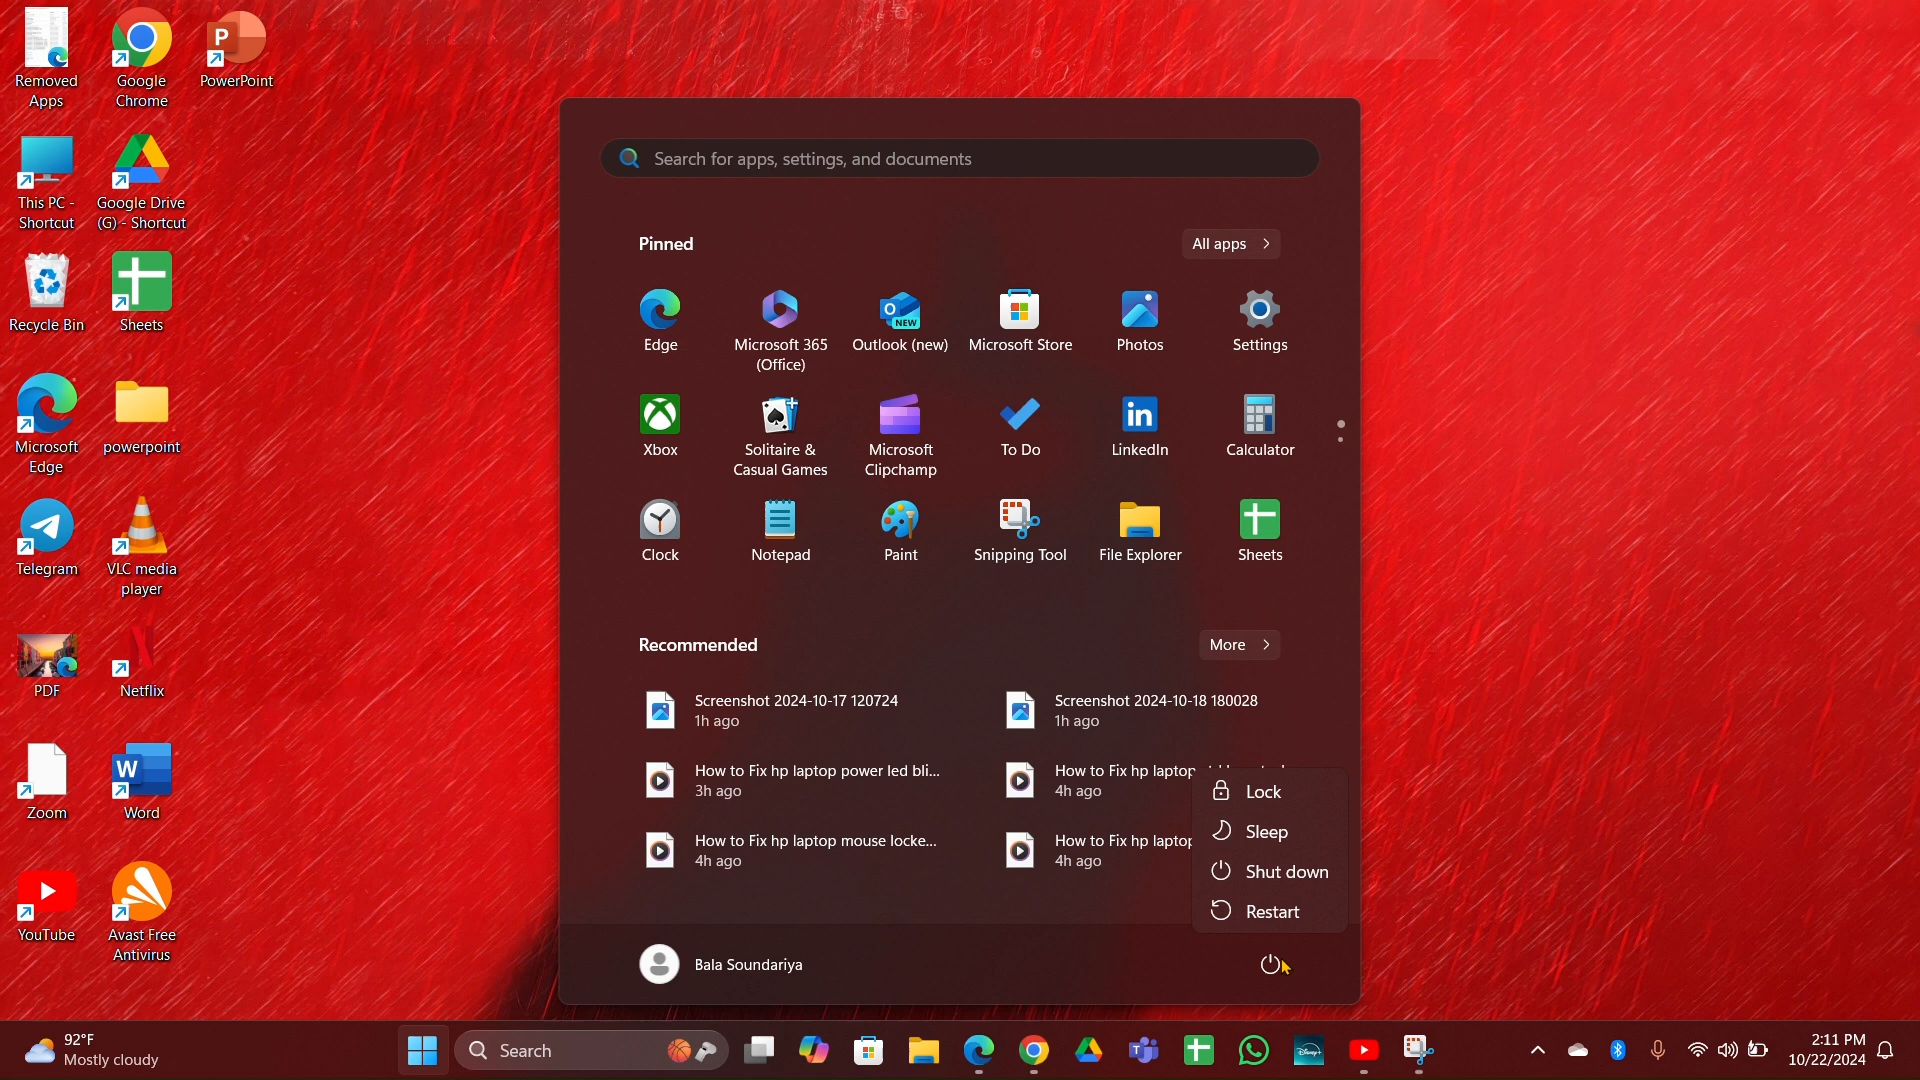 Removed
Apps
Google
Chrome
P
PowerPoint
This PC -
Shortcut
Google Drive
(G) - Shortcut
Recycle Bin
Sheets
Microsoft
Edge
powerpoint
Telegram
VLC media
player
PDF
Netflix
Zoom
W
Word
YouTube
Avast Free
Antivirus
Search for apps, settings, and documents
Pinned
All apps
Edge
Microsoft 365
(Office)
O
NEW
Outlook (new)
Microsoft Store
Photos
Settings
Xbox
Solitaire &
Casual Games
Microsoft
Clipchamp
To Do
in
LinkedIn
Calculator
Clock
Notepad
Paint
Snipping Tool
File Explorer
Sheets
Recommended
More
Screenshot 2024-10-17 120724
1h ago
Screenshot 2024-10-18 180028
1h ago
How to Fix hp laptop power led bli...
3h ago
How to Fix hp laptop
4h ago
How to Fix hp laptop mouse locke...
4h ago
How to Fix hp laptop
4h ago
Lock
Sleep
Shut down
Restart
Bala Soundariya
92°F
Mostly cloudy
Search
T
Disney+
2:11 PM
10/22/2024